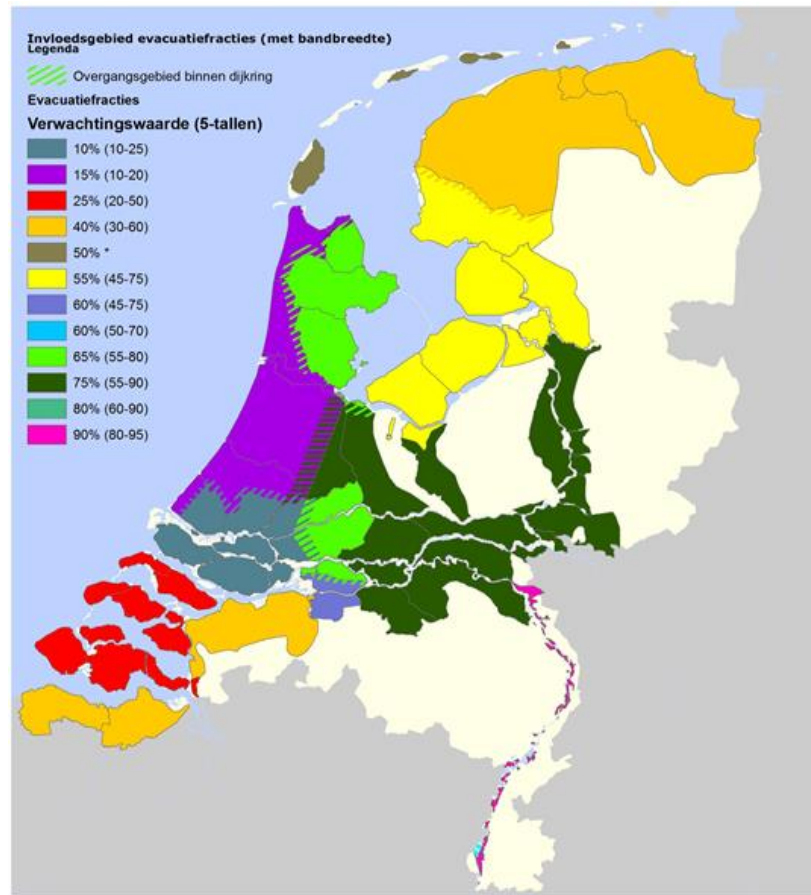 Invloedsgebied evacuatiefracties (met bandbreedte)
Legenda
Overgangsgebied binnen dijkring
Evacuatiefracties
Verwachtingswaarde (5-tallen)
10% (10-25)
15% (10-20)
25% (20-50)
40% (30-60)
50% *
55% (45-75)
60% (45-75)
60% (50-70)
65% (55-80)
75% (55-90)
80% (60-90)
90% (80-95)